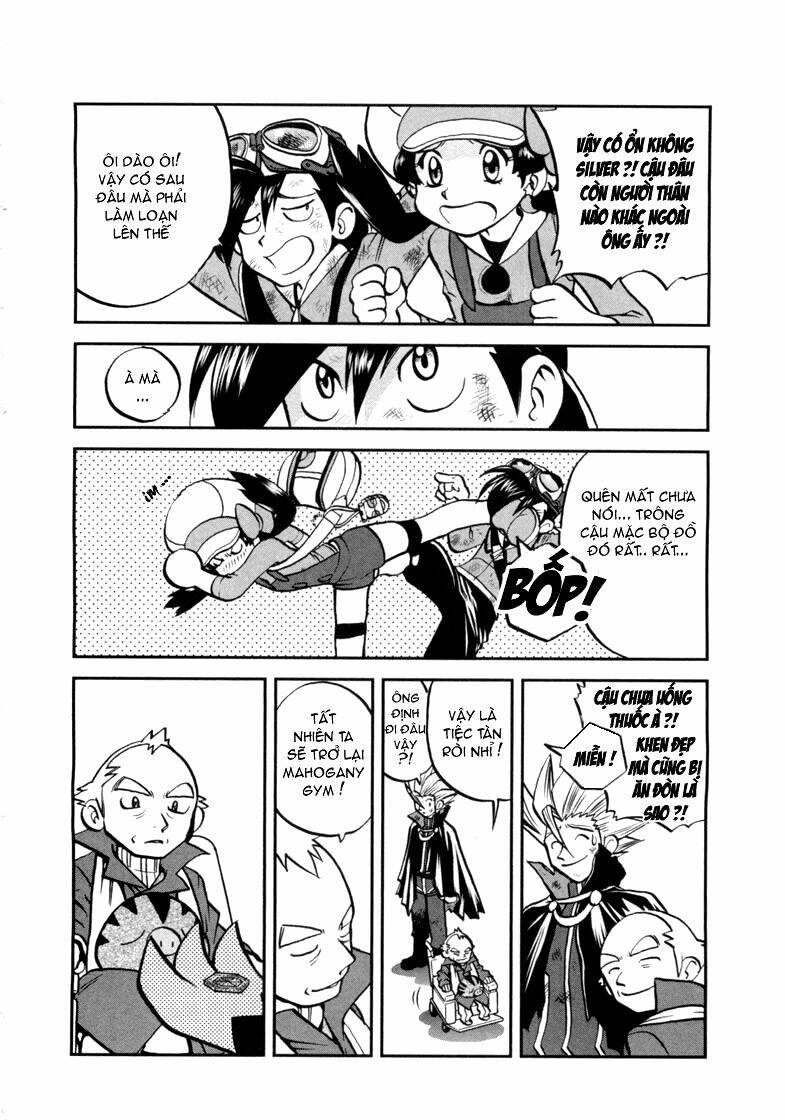 VẬY CÓ ỔN KHÔNG
SILVER ?! CẬU ĐÂU
CÒN NGƯỜI THÂN
NÀO KHÁC NGOÀI
ÔNG ẤY ?!
ÔI DÀO ÔI!
VẬY CÓ SAU
ĐÂU MÀ PHẢI
LÀM LOẠN
LÊN THẾ
À MÀ
...
QUÊN MẤT CHƯA
NÓI... TRÔNG
CẬU MẶC BỘ ĐỒ
ĐÓ RẤT.. RẤT...
BỐP!
IM ...
CẬU CHƯA UỐNG
THUỐC À ?!
KHEN ĐẸP
MÀ CŨNG BỊ
ĂN ĐÒN LÀ
SAO ?!
MIỄN !
VẬY LÀ
TIỆC TÀN
RỒI NHỈ !
ÔNG
ĐỊNH
ĐI ĐÂU
VẬY
?!
TẤT
NHIÊN TA
SẼ TRỞ LẠI
MAHOGANY
GYM !